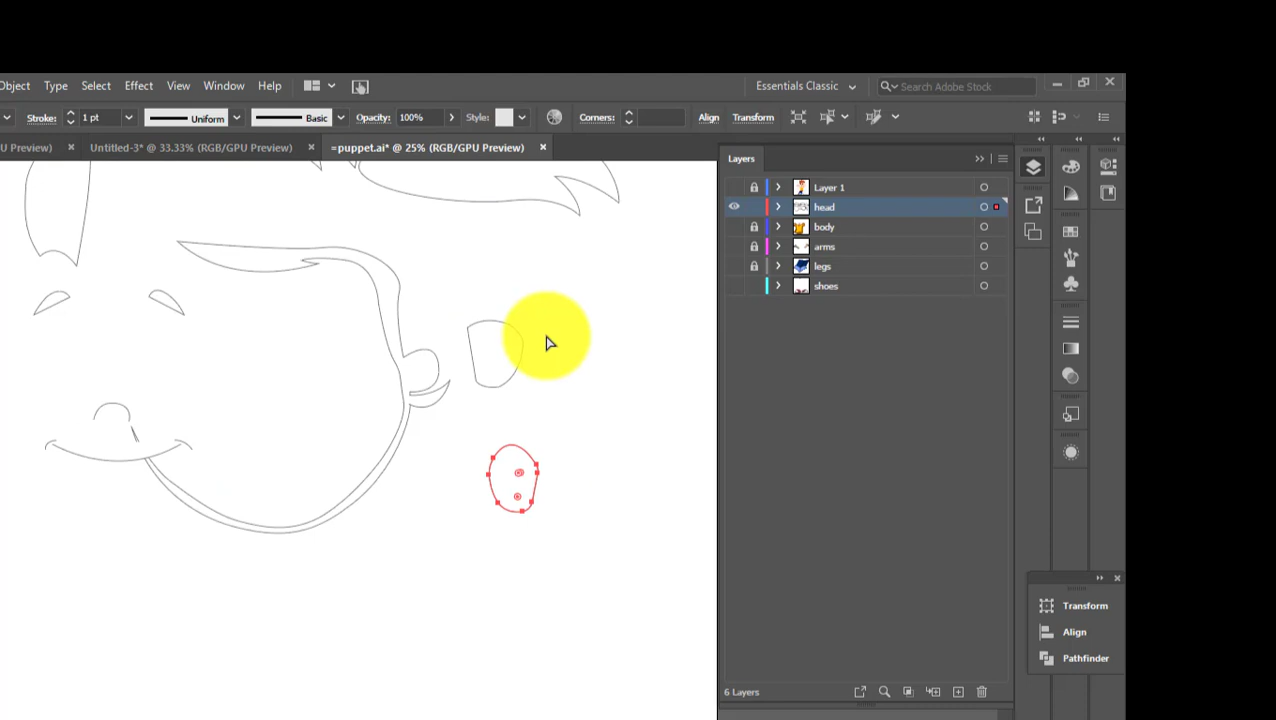 Object Type Select Effect View Window Help Essentials Classic Search Adobe Stock
Stroke: 1 pt Uniform Basic Opacity: 100% Style: Corners: Align Transform
U Preview) × Untitled-3* @ 33.33% (RGB/GPU Preview) × =puppet.ai* @ 25% (RGB/GPU Preview) ×
Layers
Layer 1
head
body
arms
legs
shoes
Transform
Align
Pathfinder
6 Layers